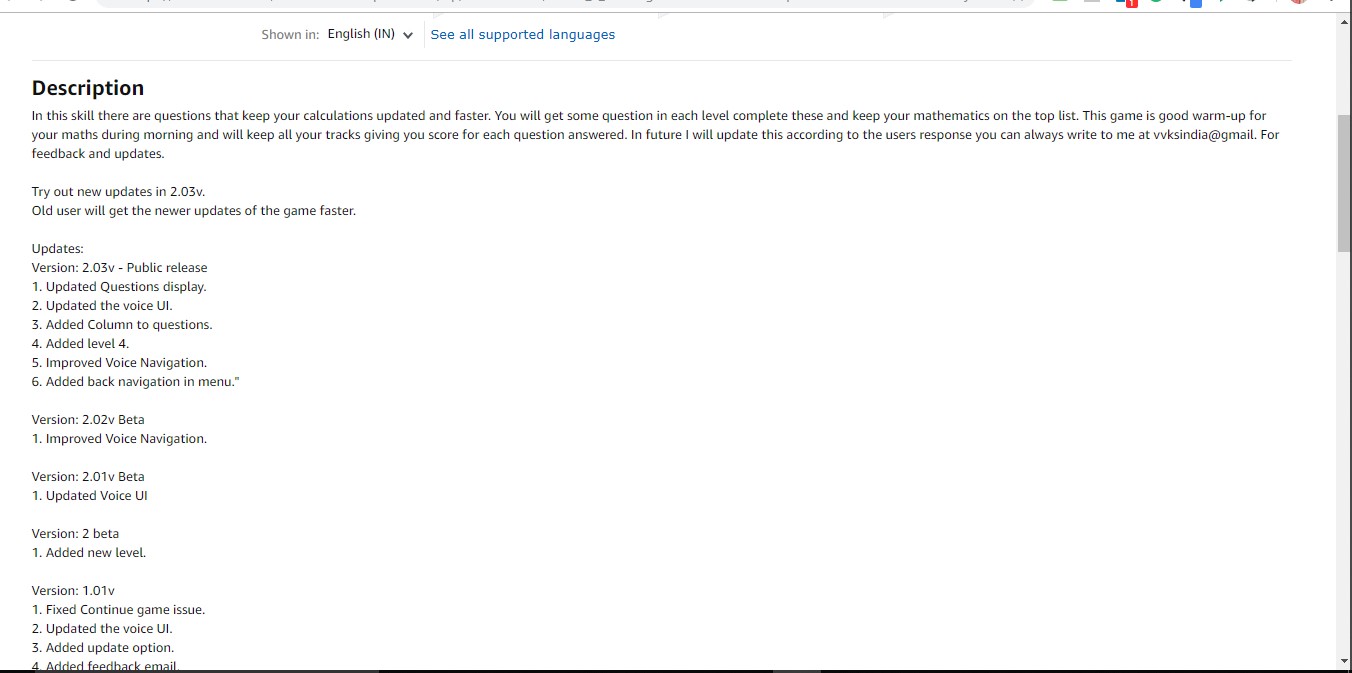 Shown in: English (IN) See all supported languages
Description
In this skill there are questions that keep your calculations updated and faster. You will get some question in each level complete these and keep your mathematics on the top list. This game is good warm-up for
your maths during morning and will keep all your tracks giving you score for each question answered. In future I will update this according to the users response you can always write to me at vvksindia@gmail. For
feedback and updates.
Try out new updates in 2.03v.
Old user will get the newer updates of the game faster.
Updates:
Version: 2.03v - Public release
1. Updated Questions display.
2. Updated the voice UI.
3. Added Column to questions.
4. Added level 4.
5. Improved Voice Navigation.
6. Added back navigation in menu."
Version: 2.02v Beta
1. Improved Voice Navigation.
Version: 2.01v Beta
1. Updated Voice UI
Version: 2 beta
1. Added new level.
Version: 1.01v
1. Fixed Continue game issue.
2. Updated the voice UI.
3. Added update option.
4. Added feedback email.